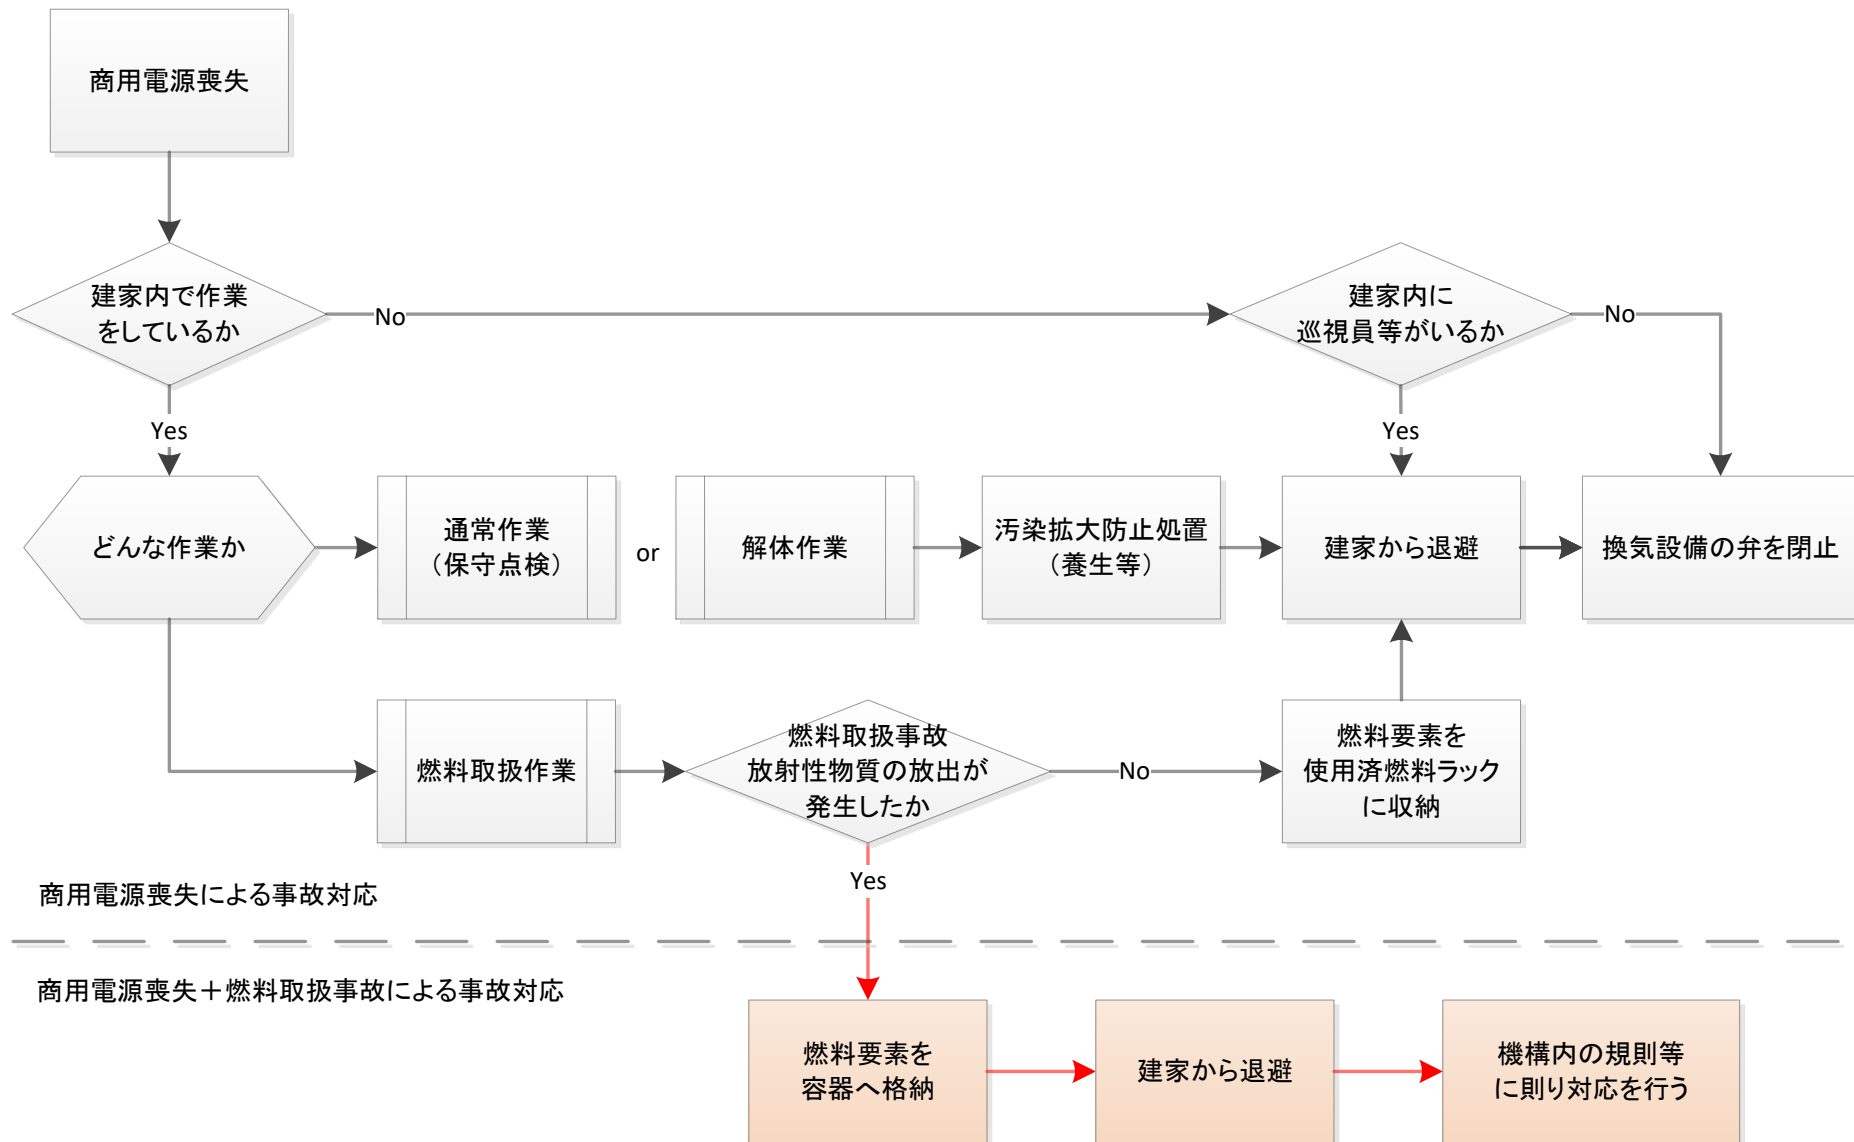 商用電源喪失
建家内で作業
をしているか
No
建家内に
巡視員等がいるか
No
Yes
Yes
どんな作業か
通常作業
（保守点検）
or
解体作業
汚染拡大防止処置
（養生等）
建家から退避
換気設備の弁を閉止
燃料取扱作業
燃料取扱事故
放射性物質の放出が
発生したか
No
燃料要素を
使用済燃料ラック
に収納
Yes
商用電源喪失による事故対応
商用電源喪失＋燃料取扱事故による事故対応
燃料要素を
容器へ格納
建家から退避
機構内の規則等
に則り対応を行う